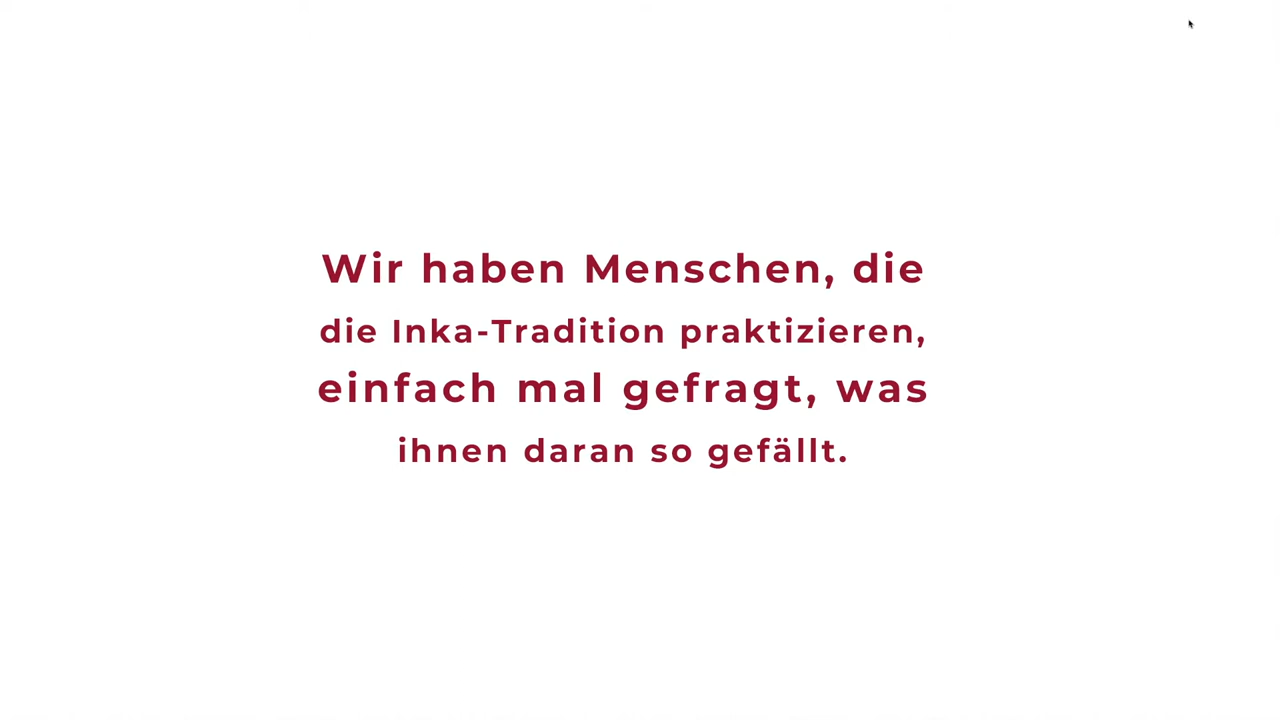 Wir haben Menschen, die
die Inka-Tradition praktizieren,
einfach mal gefragt, was
ihnen daran so gefällt.